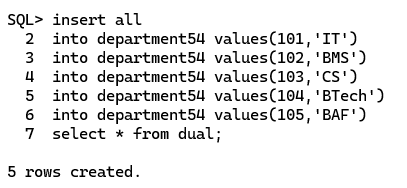 SQL> insert all
  2  into department54 values(101,'IT')
  3  into department54 values(102,'BMS')
  4  into department54 values(103,'CS')
  5  into department54 values(104,'BTech')
  6  into department54 values(105,'BAF')
  7  select * from dual;
5 rows created.